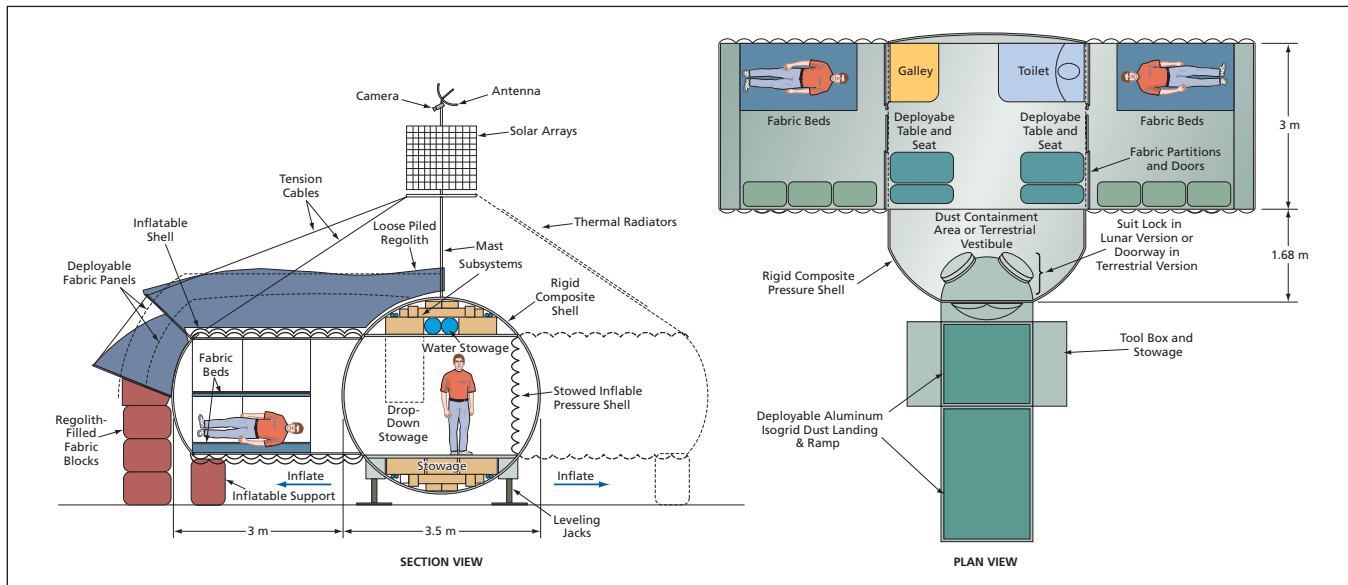 Camera
Antenna
Solar Arrays
Tension
Cables
Thermal Radiators
Inflatable
Shell
Loose Piled
Regolith
Mast
Deployable
Fabric Panels
Subsystems
Rigid
Composite
Shell
Water Stowage
Fabric
Beds
Stowed Inflable
Pressure Shell
Drop-
Down
Stowage
Regolith-
Filled
Fabric
Blocks
Stowage
Inflate
Inflate
Inflatable Support
Leveling
Jacks
3 m
3.5 m
SECTION VIEW
Galley
Toilet
Fabric Beds
Fabric Beds
Deployabe
Table and
Seat
Deployabe
Table and
Seat
3 m
Fabric Partitions
and Doors
Dust Containment
Area or Terrestrial
Vestibule
Suit Lock in
Lunar Version or
Doorway in
Terrestrial Version
1.68 m
Rigid Composite
Pressure Shell
Tool Box and
Stowage
Deployable Aluminum
Isogrid Dust Landing
& Ramp
PLAN VIEW